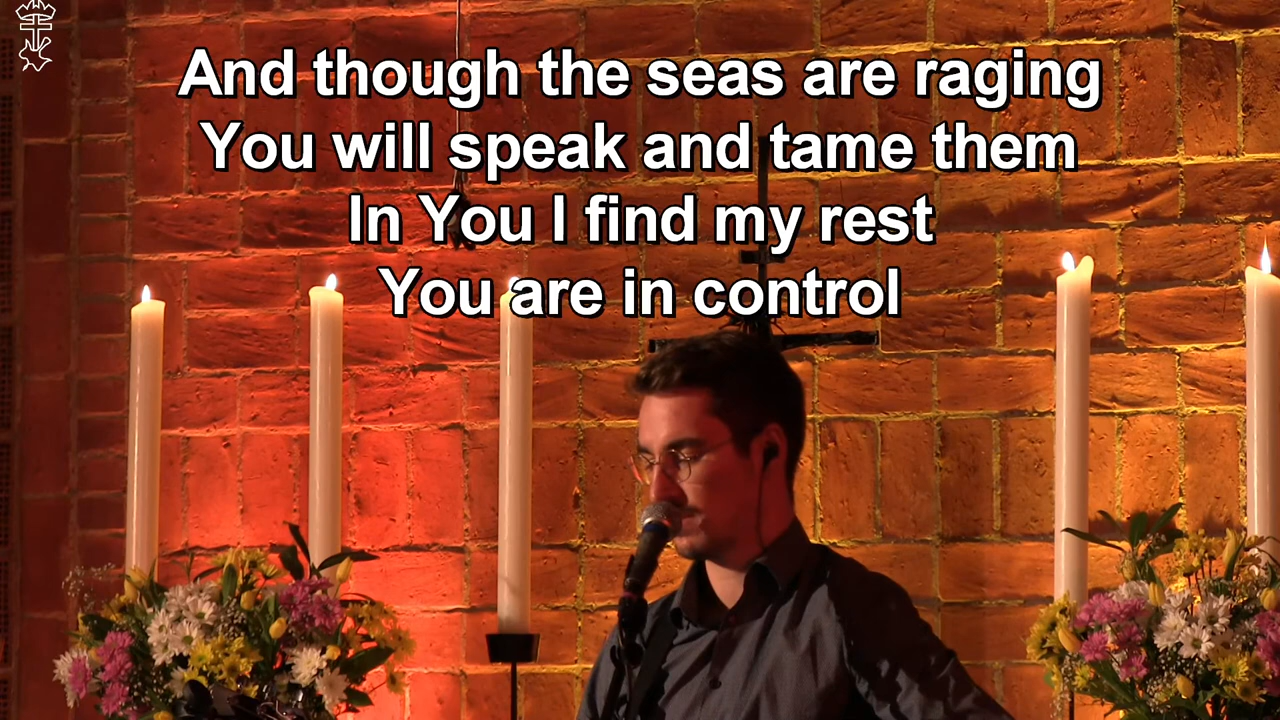 And though the seas are raging
You will speak and tame them
In You I find my rest
You are in control